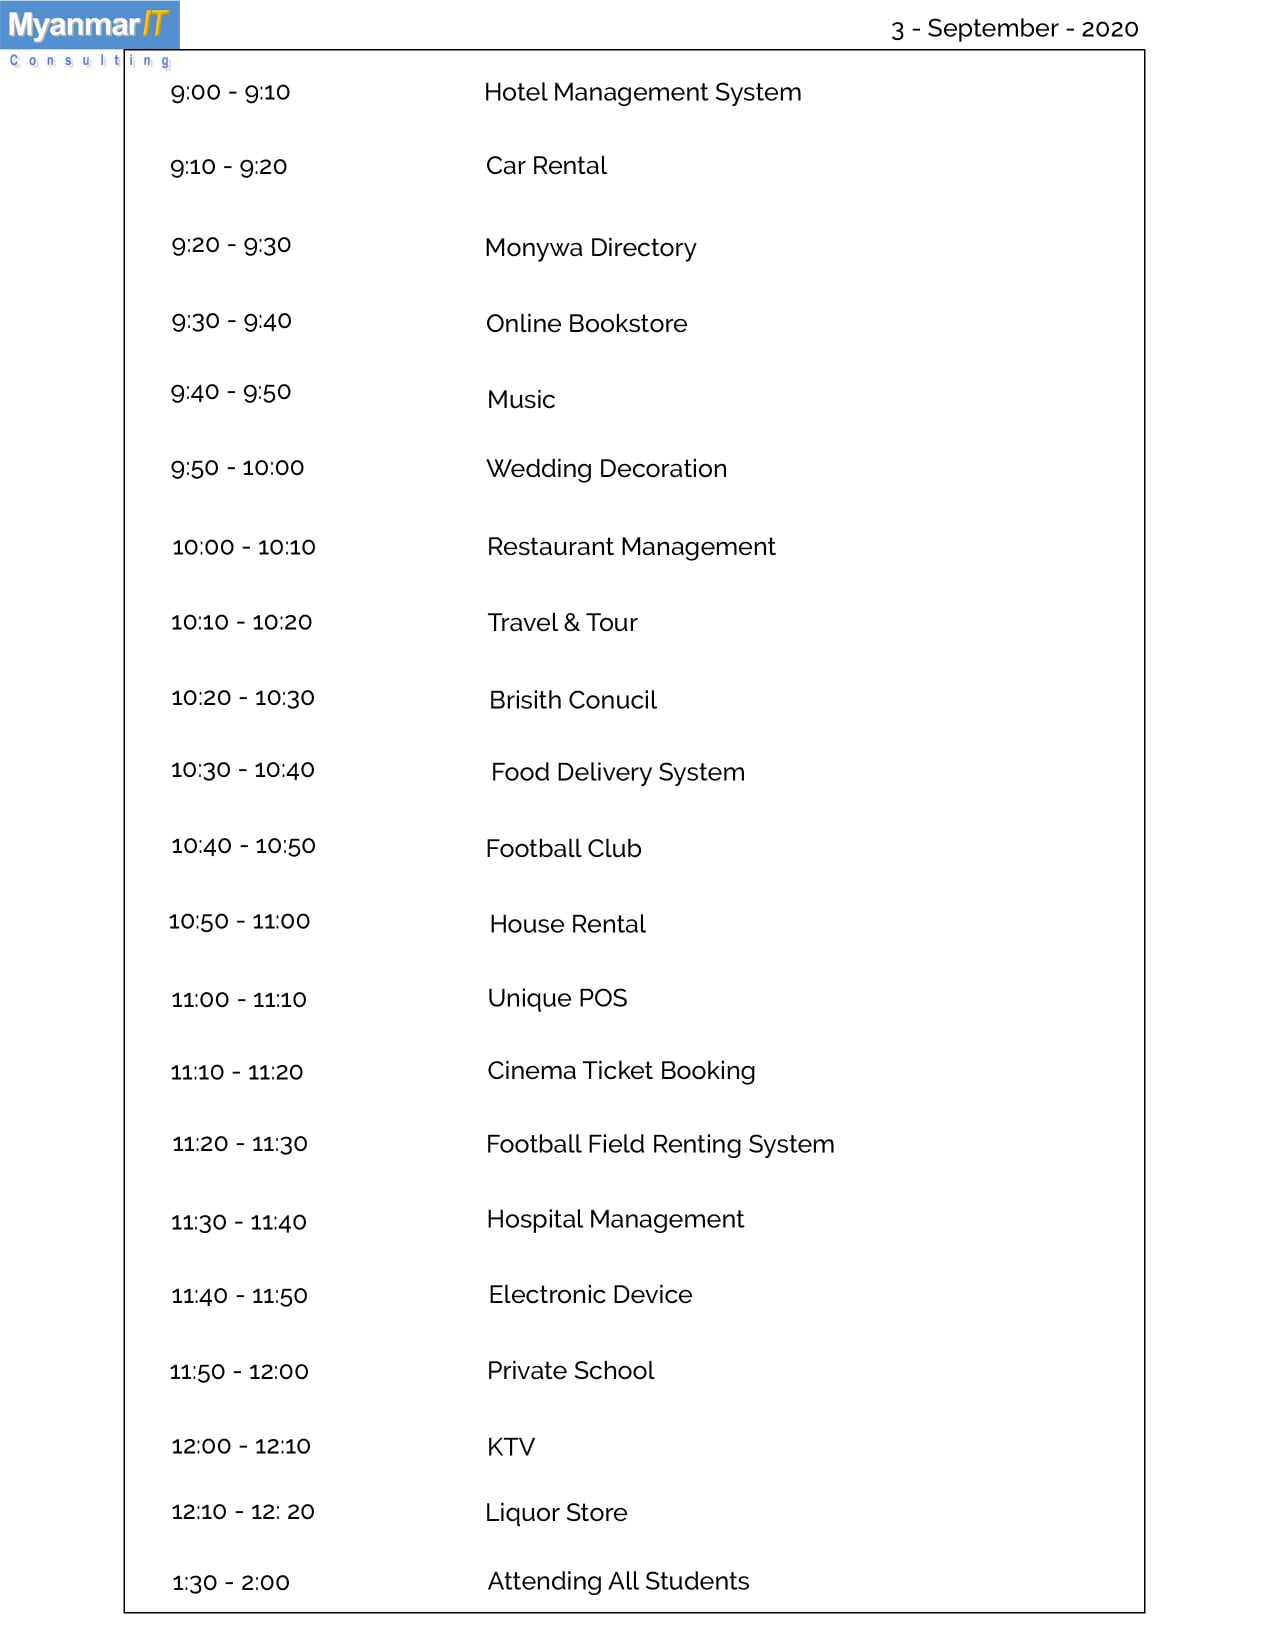 MyanmarIT
Consulting
3 - September - 2020
9:00 - 9:10 Hotel Management System
9:10 - 9:20 Car Rental
9:20 - 9:30 Monywa Directory
9:30 - 9:40 Online Bookstore
9:40 - 9:50 Music
9:50 - 10:00 Wedding Decoration
10:00 - 10:10 Restaurant Management
10:10 - 10:20 Travel & Tour
10:20 - 10:30 Brisith Conucil
10:30 - 10:40 Food Delivery System
10:40 - 10:50 Football Club
10:50 - 11:00 House Rental
11:00 - 11:10 Unique POS
11:10 - 11:20 Cinema Ticket Booking
11:20 - 11:30 Football Field Renting System
11:30 - 11:40 Hospital Management
11:40 - 11:50 Electronic Device
11:50 - 12:00 Private School
12:00 - 12:10 KTV
12:10 - 12: 20 Liquor Store
1:30 - 2:00 Attending All Students